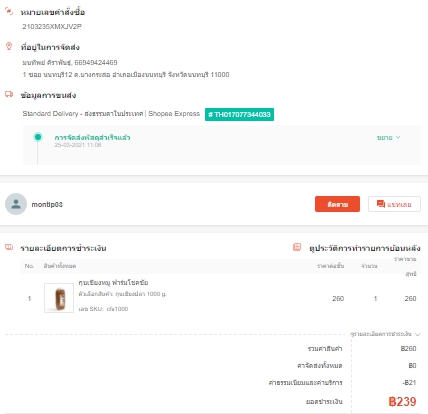 หมายเลขคำสั่งซื้อ
2103235XMXJV2P
ที่อยู่ในการจัดส่ง
มนทิพย์ ศิราพันธุ์, 66949424469
1 ซอย นนทบุรี12 ต.บางกระสอ อำเภอเมืองนนทบุรี จังหวัดนนทบุรี 11000
ข้อมูลการขนส่ง
Standard Delivery - ส่งธรรมดาในประเทศ | Shopee Express # TH017077344033
การจัดส่งพัสดุสำเร็จแล้ว ขยาย
25-03-2021 11:06
montip03 ติดตาม แชทเลย
รายละเอียดการชำระเงิน ดูประวัติการทำรายการย้อนหลัง
No. สินค้าทั้งหมด ราคาต่อชิ้น จำนวน ราคาขายสุทธิ
กุนเชียงหมู ฟาร์มโชคชัย
1 ตัวเลือกสินค้า: กุนเชียงปลา 1000 g. 260 1 260
เลข SKU: cfs1000
ดูรายละเอียดการชำระเงิน
รวมค่าสินค้า ฿260
ค่าจัดส่งทั้งหมด ฿0
ค่าธรรมเนียมและค่าบริการ -฿21
ยอดชำระเงิน ฿239